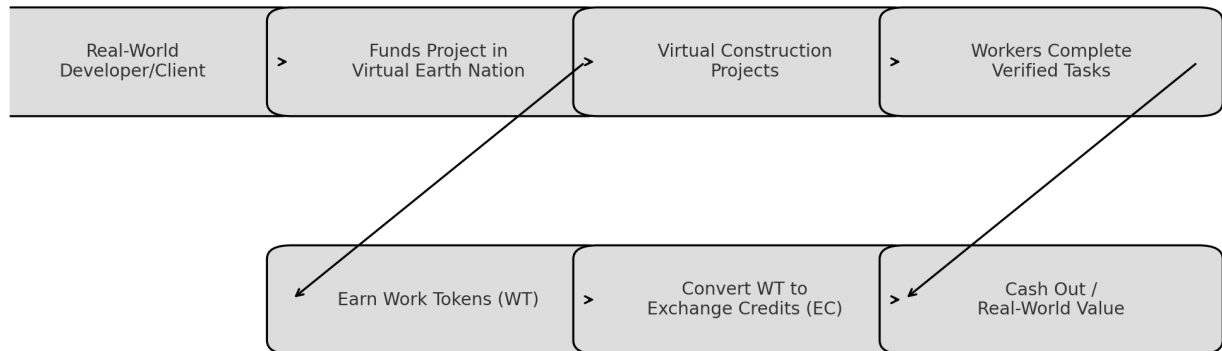 Real-World
Developer/Client
Funds Project in
Virtual Earth Nation
Virtual Construction
Projects
Workers Complete
Verified Tasks
Earn Work Tokens (WT)
Convert WT to
Exchange Credits (EC)
Cash Out /
Real-World Value